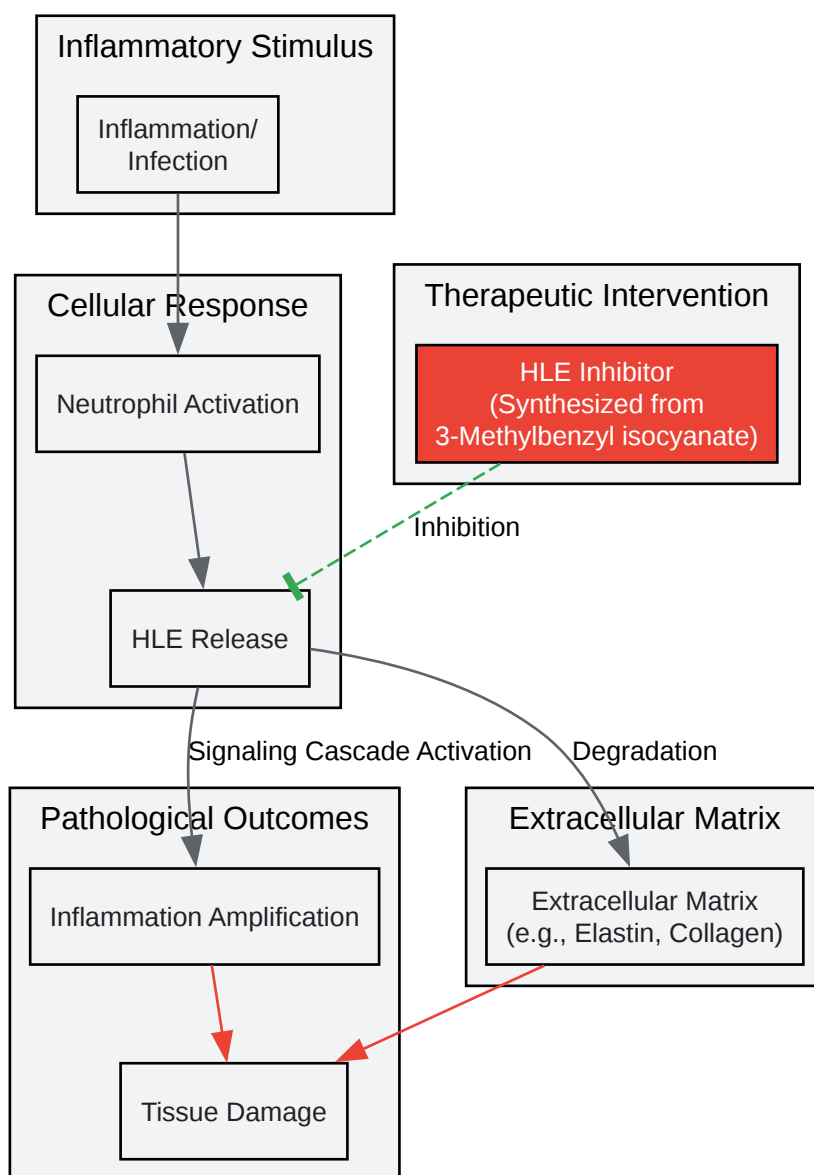 Inflammatory Stimulus
Inflammation/
Infection
Cellular Response
Neutrophil Activation
Therapeutic Intervention
HLE Inhibitor
(Synthesized from
3-Methylbenzyl isocyanate)
Inhibition
HLE Release
Signaling Cascade Activation
Degradation
Pathological Outcomes
Inflammation Amplification
Extracellular Matrix
Extracellular Matrix
(e.g., Elastin, Collagen)
Tissue Damage